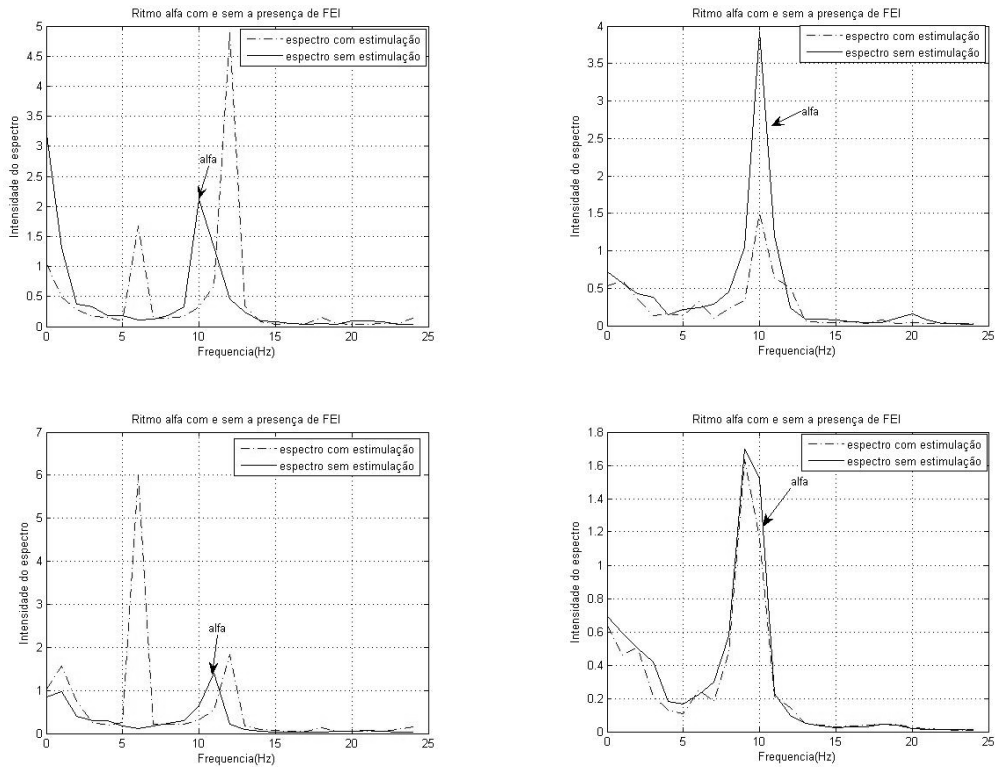 Ritmo alfa com e sem a presença de FEI
5
4.5
4
3.5
3
2.5
2
1.5
1
0.5
0
Intensidade do espectro
espectro com estimulação
espectro sem estimulação
alfa
0 5 10 15 20 25
Frequencia(Hz)
Ritmo alfa com e sem a presença de FEI
4
3.5
3
2.5
2
1.5
1
0.5
0
Intensidade do espectro
espectro com estimulação
espectro sem estimulação
alfa
0 5 10 15 20 25
Frequencia(Hz)
Ritmo alfa com e sem a presença de FEI
7
6
5
4
3
2
1
0
Intensidade do espectro
espectro com estimulação
espectro sem estimulação
alfa
0 5 10 15 20 25
Frequencia(Hz)
Ritmo alfa com e sem a presença de FEI
1.8
1.6
1.4
1.2
1
0.8
0.6
0.4
0.2
0
Intensidade do espectro
espectro com estimulação
espectro sem estimulação
alfa
0 5 10 15 20 25
Frequencia(Hz)